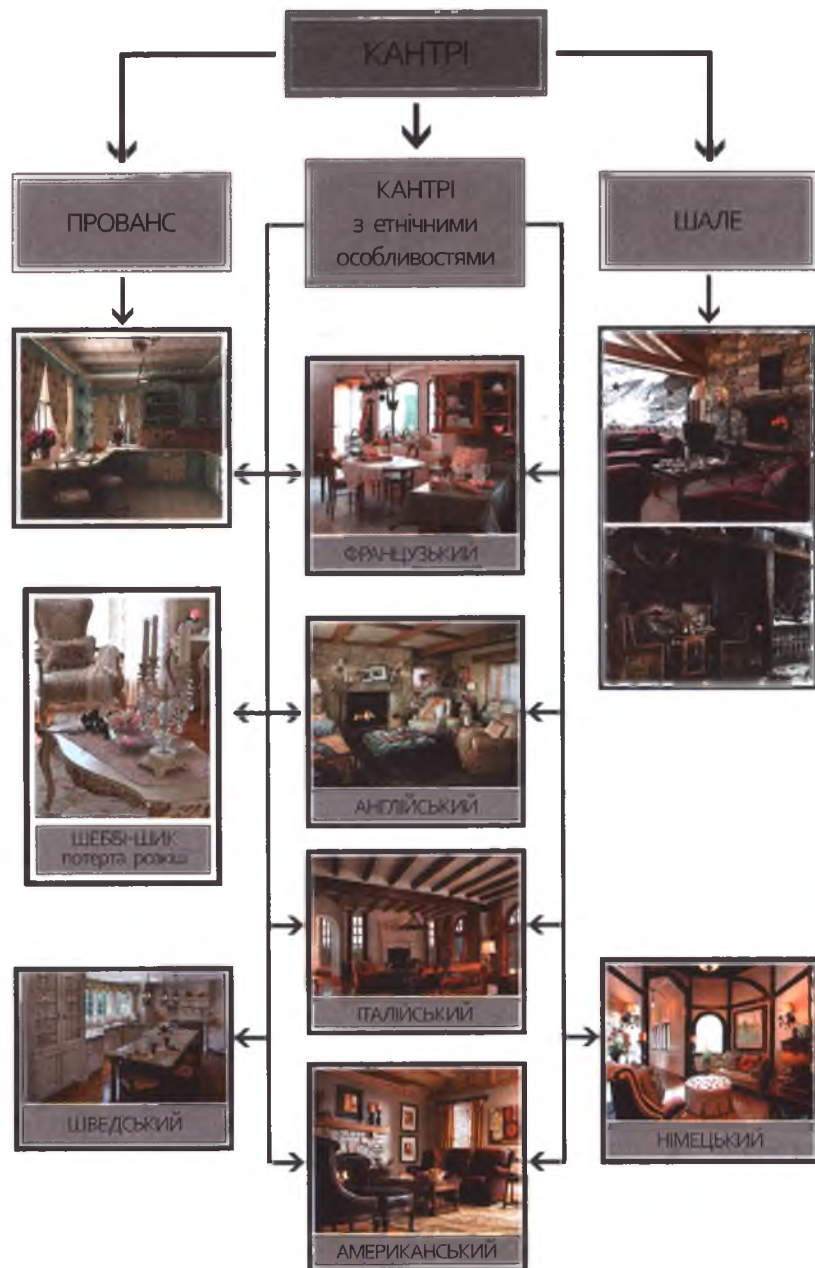 КАНТРІ
ПРОВАНС
КАНТРІ
з етнічними
особливостями
ШАЛЕ
ФРАНЦУЗЬКИЙ
АНГЛІЙСЬКИЙ
ШЕББІ-ШИК
потерта розкіш
ІТАЛІЙСЬКИЙ
ШВЕДСЬКИЙ
НІМЕЦЬКИЙ
АМЕРИКАНСЬКИЙ